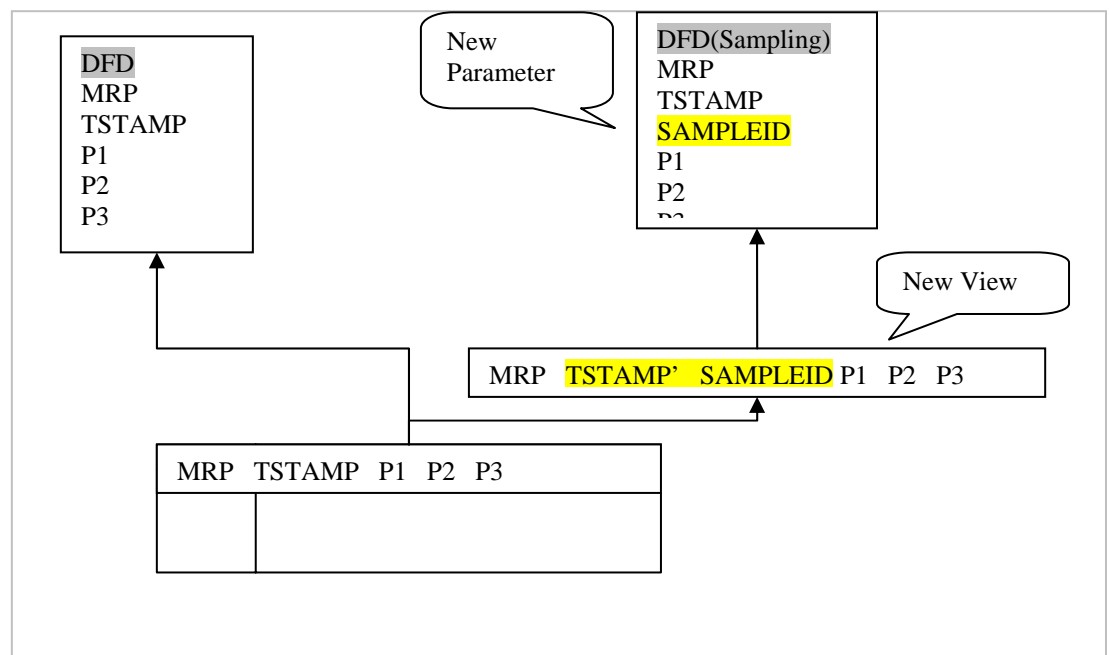 DFD
MRP
TSTAMP
P1
P2
P3
New
Parameter
DFD(Sampling)
MRP
TSTAMP
SAMPLEID
P1
P2
P3
New View
MRP TSTAMP’ SAMPLEID P1 P2 P3
MRP TSTAMP P1 P2 P3